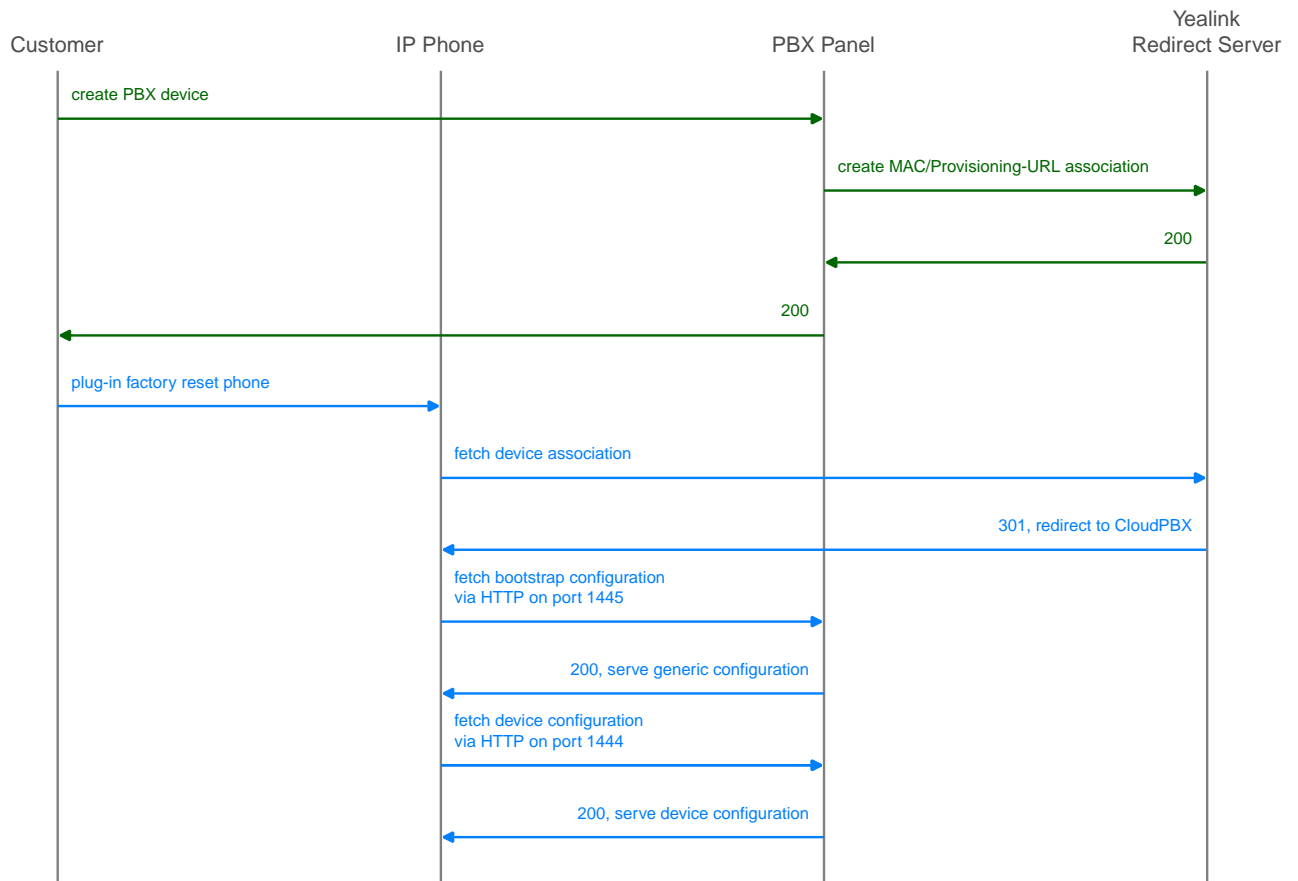 Yealink
Customer
IP Phone
PBX Panel
Redirect Server
create PBX device
create MAC/Provisioning-URL association
200
200
plug-in factory reset phone
fetch device association
301, redirect to CloudPBX
fetch bootstrap configuration
via HTTP on port 1445
200, serve generic configuration
fetch device configuration
via HTTP on port 1444
200, serve device configuration